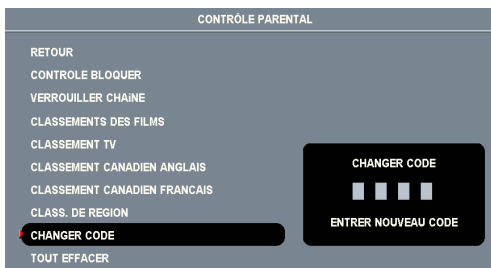 CONTRÔLE PARENTAL
RETOUR
CONTROLE BLOQUER
VERROUILLER CHAiNE
CLASSEMENTS DES FILMS
CLASSEMENT TV
CLASSEMENT CANADIEN ANGLAIS
CLASSEMENT CANADIEN FRANCAIS
CLASS. DE REGION
CHANGER CODE
TOUT EFFACER
CHANGER CODE
ENTRER NOUVEAU CODE